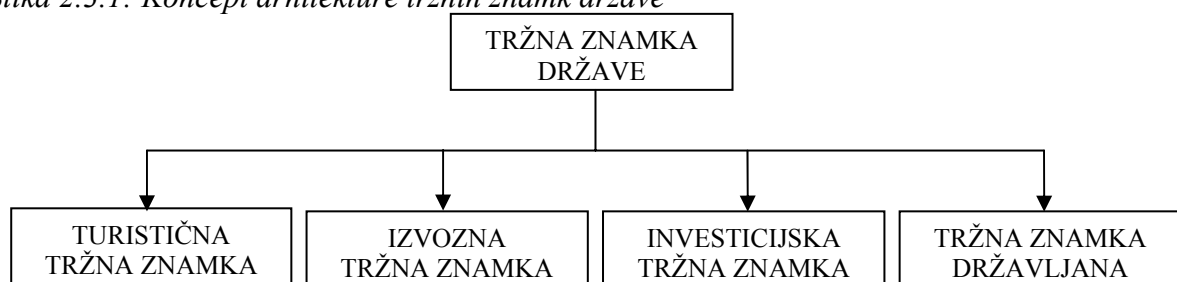 Slika 2.3.1: Koncept arhitekture tržnih znamk države
TRŽNA ZNAMKA
DRŽAVE
TURISTIČNA
TRŽNA ZNAMKA
IZVOZNA
TRŽNA ZNAMKA
INVESTICIJSKA
TRŽNA ZNAMKA
TRŽNA ZNAMKA
DRŽAVLJANA